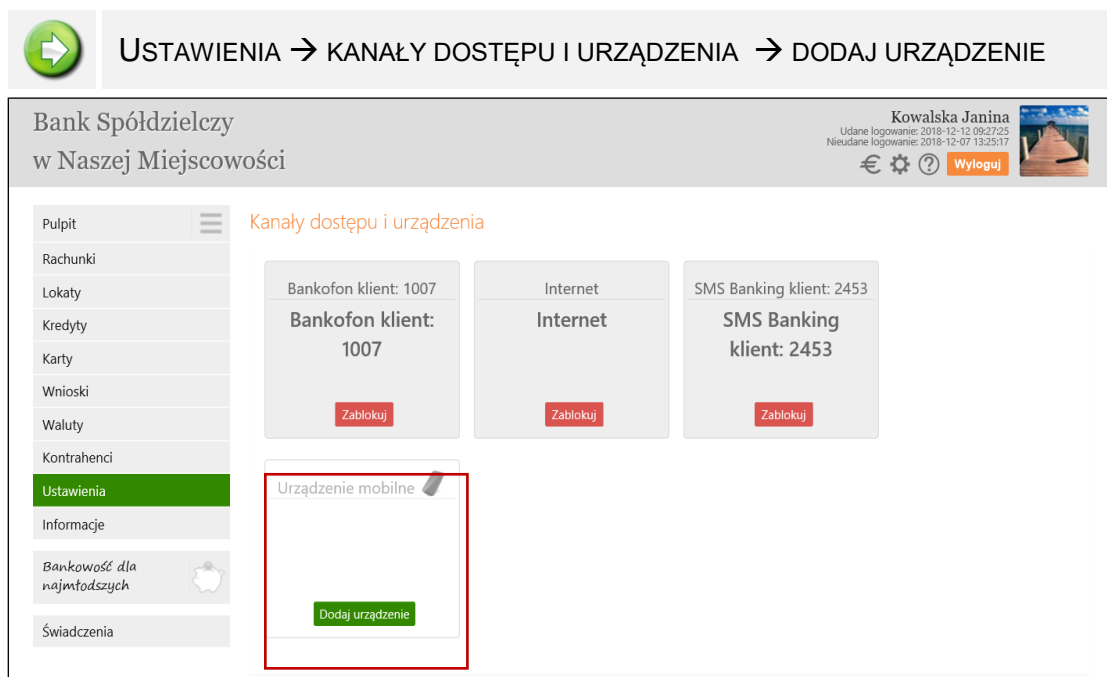 USTAWIENIA → KANAŁY DOSTĘPU I URZĄDZENIA → DODAJ URZĄDZENIE
Bank Spółdzielczy
w Naszej Miejscowości
Kowalska Janina
Udane logowanie: 2018-12-12 09:27:25
Nieudane logowanie: 2018-12-07 13:25:17
€ ? Wyloguj
Pulpit
Rachunki
Lokaty
Kredyty
Karty
Wnioski
Waluty
Kontrahenci
Ustawienia
Informacje
Bankowość dla
najmłodszych
Świadczenia
Kanały dostępu i urządzenia
Bankofon klient: 1007
Bankofon klient:
1007
Zablokuj
Internet
Internet
Zablokuj
SMS Banking klient: 2453
SMS Banking
klient: 2453
Zablokuj
Urządzenie mobilne
Dodaj urządzenie